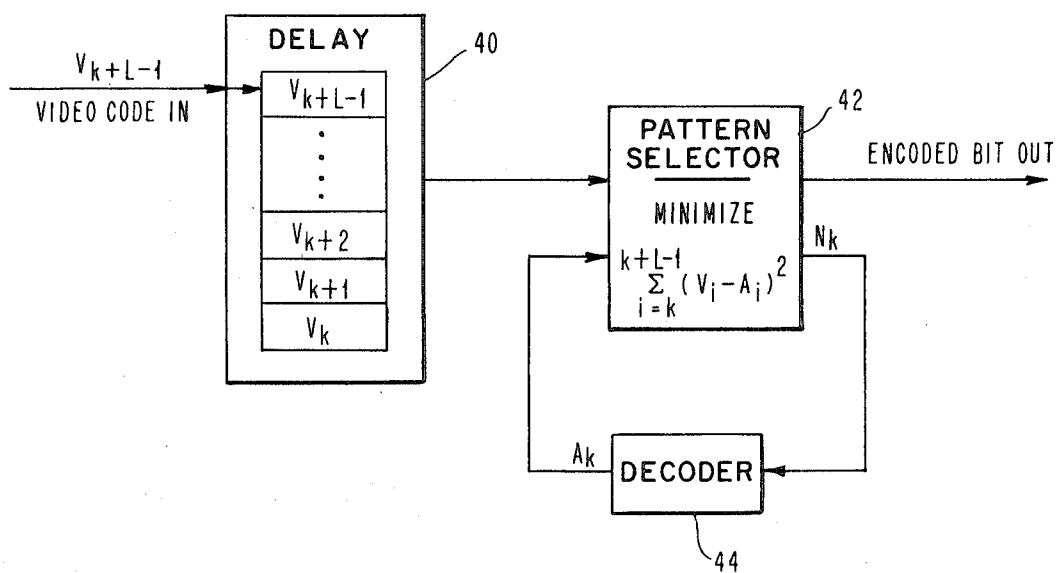 DELAY
40
V_{k+L-1}
VIDEO CODE IN
V_{k+L-1}
V_{k+2}
V_{k+1}
V_k
42
PATTERN
SELECTOR
MINIMIZE
k+L-1
Σ (V_i-A_i)^2
i=k
ENCODED BIT OUT
N_k
A_k
DECODER
44